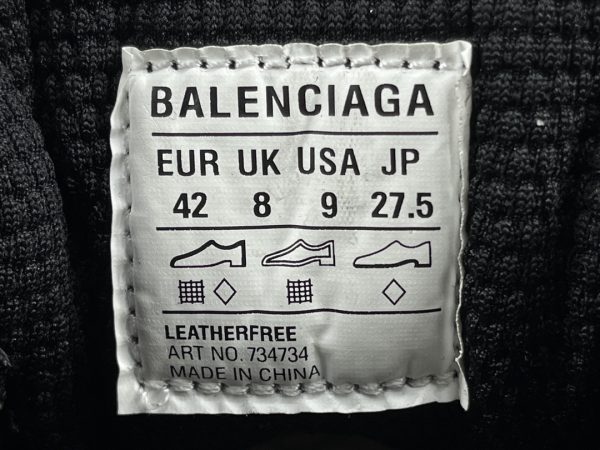 BALENCIAGA
EUR UK USA JP
42 8 9 27.5
LEATHERFREE
ART NO. 734734
MADE IN CHINA